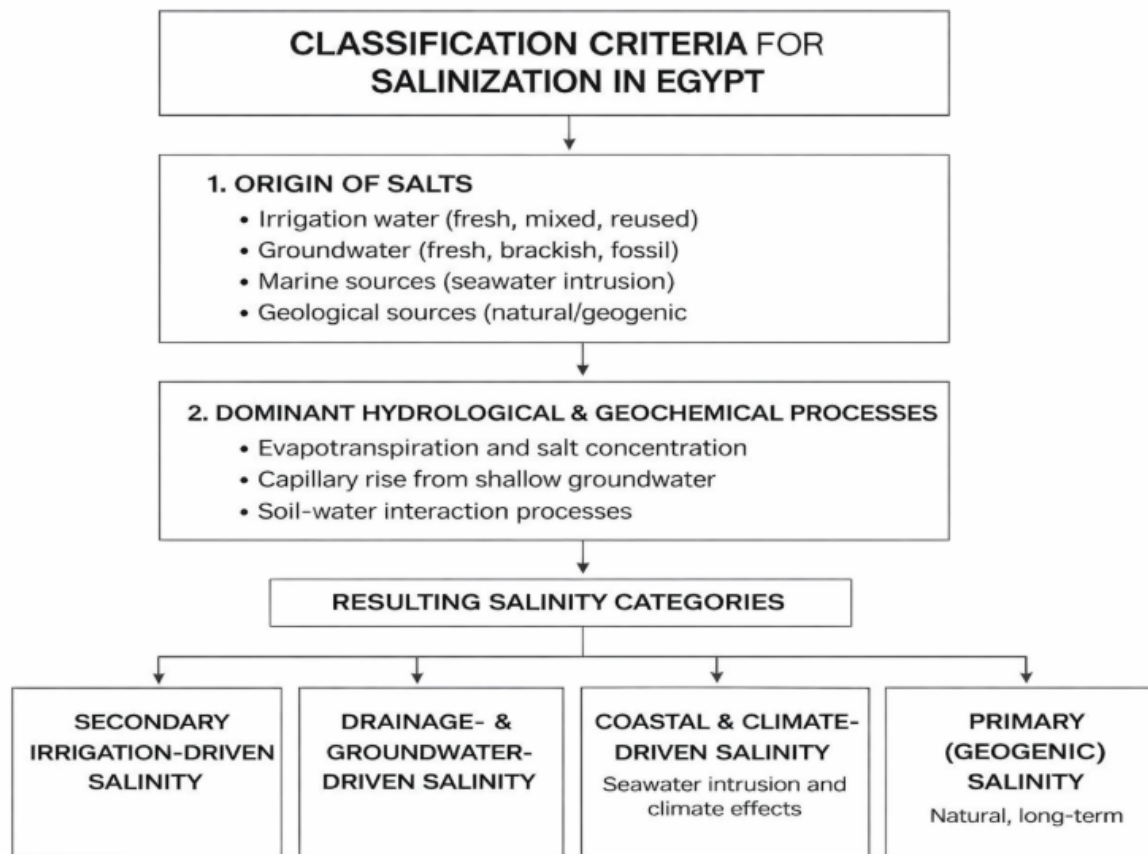 CLASSIFICATION CRITERIA FOR
SALINIZATION IN EGYPT
1. ORIGIN OF SALTS
• Irrigation water (fresh, mixed, reused)
• Groundwater (fresh, brackish, fossil)
• Marine sources (seawater intrusion)
• Geological sources (natural/geogenic
2. DOMINANT HYDROLOGICAL & GEOCHEMICAL PROCESSES
• Evapotranspiration and salt concentration
• Capillary rise from shallow groundwater
• Soil-water interaction processes
RESULTING SALINITY CATEGORIES
SECONDARY
IRRIGATION-DRIVEN
SALINITY
DRAINAGE- &
GROUNDWATER-
DRIVEN SALINITY
COASTAL & CLIMATE-
DRIVEN SALINITY
Seawater intrusion and
climate effects
PRIMARY
(GEOGENIC)
SALINITY
Natural, long-term